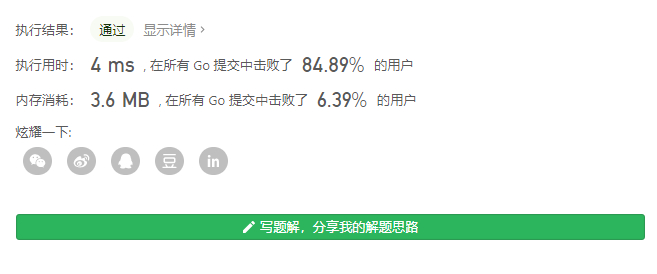 执行结果： 通过 显示详情 ›
执行用时： 4 ms , 在所有 Go 提交中击败了 84.89% 的用户
内存消耗： 3.6 MB , 在所有 Go 提交中击败了 6.39% 的用户
炫耀一下:
豆 in
写题解，分享我的解题思路